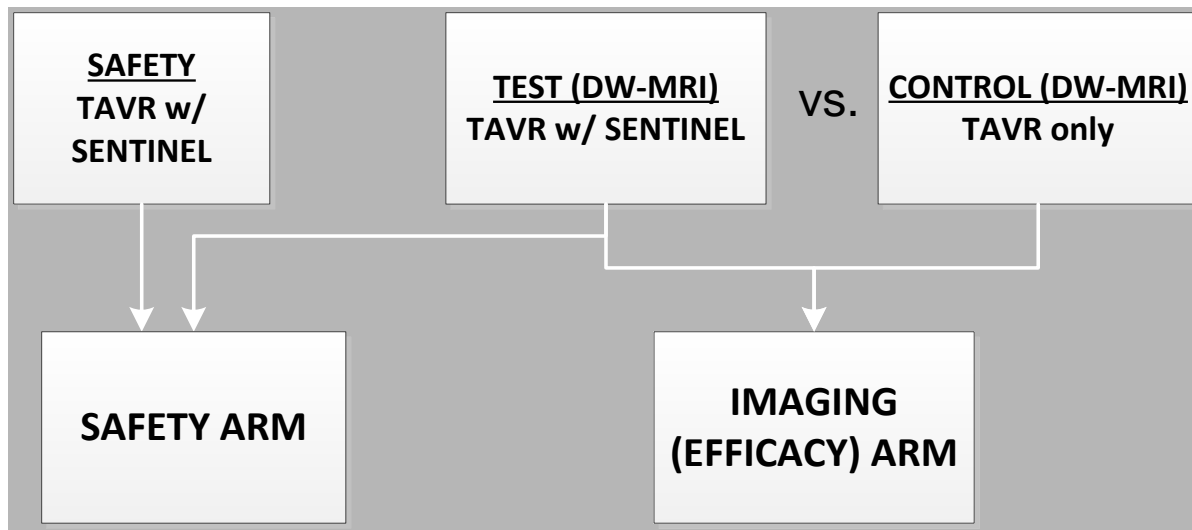 SAFETY
TAVR w/
SENTINEL
TEST (DW-MRI)
TAVR w/ SENTINEL
vs.
CONTROL (DW-MRI)
TAVR only
SAFETY ARM
IMAGING
(EFFICACY) ARM